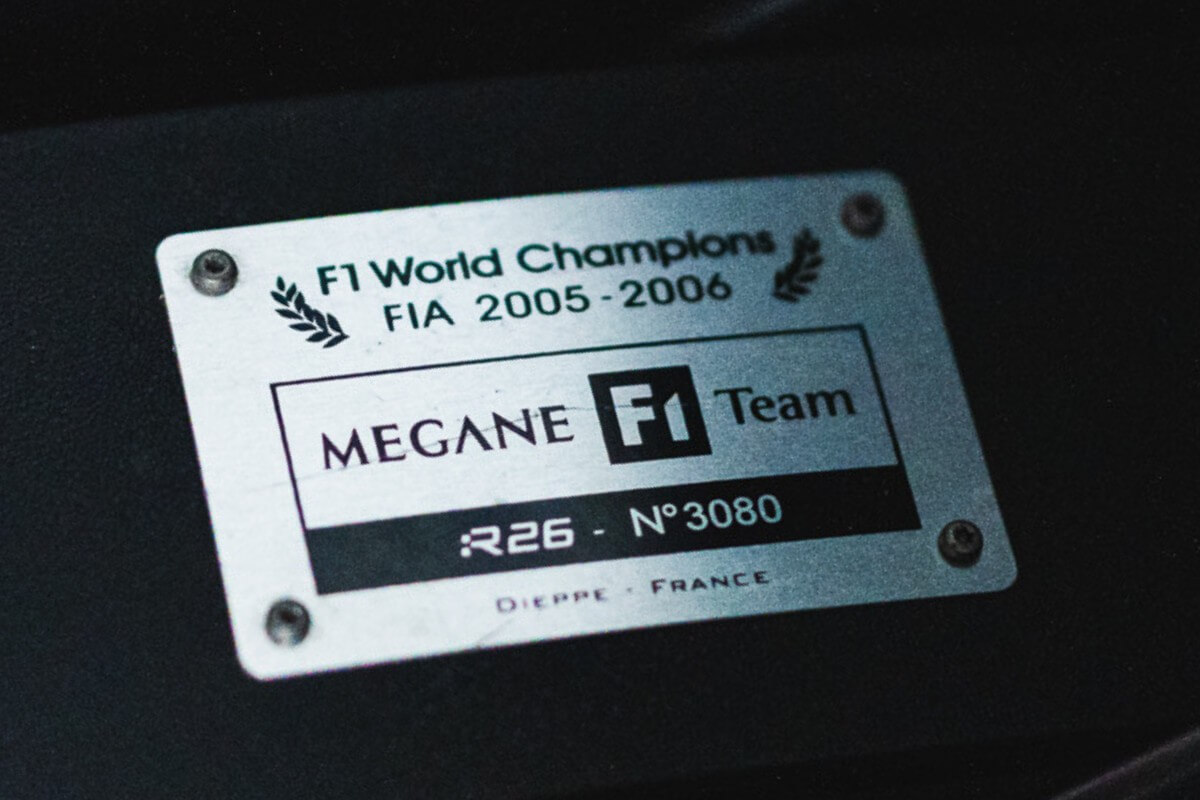 F1 World Champions
FIA 2005 - 2006
MEGANE F1 Team
R26 - N°3080
DIEPPE - FRANCE